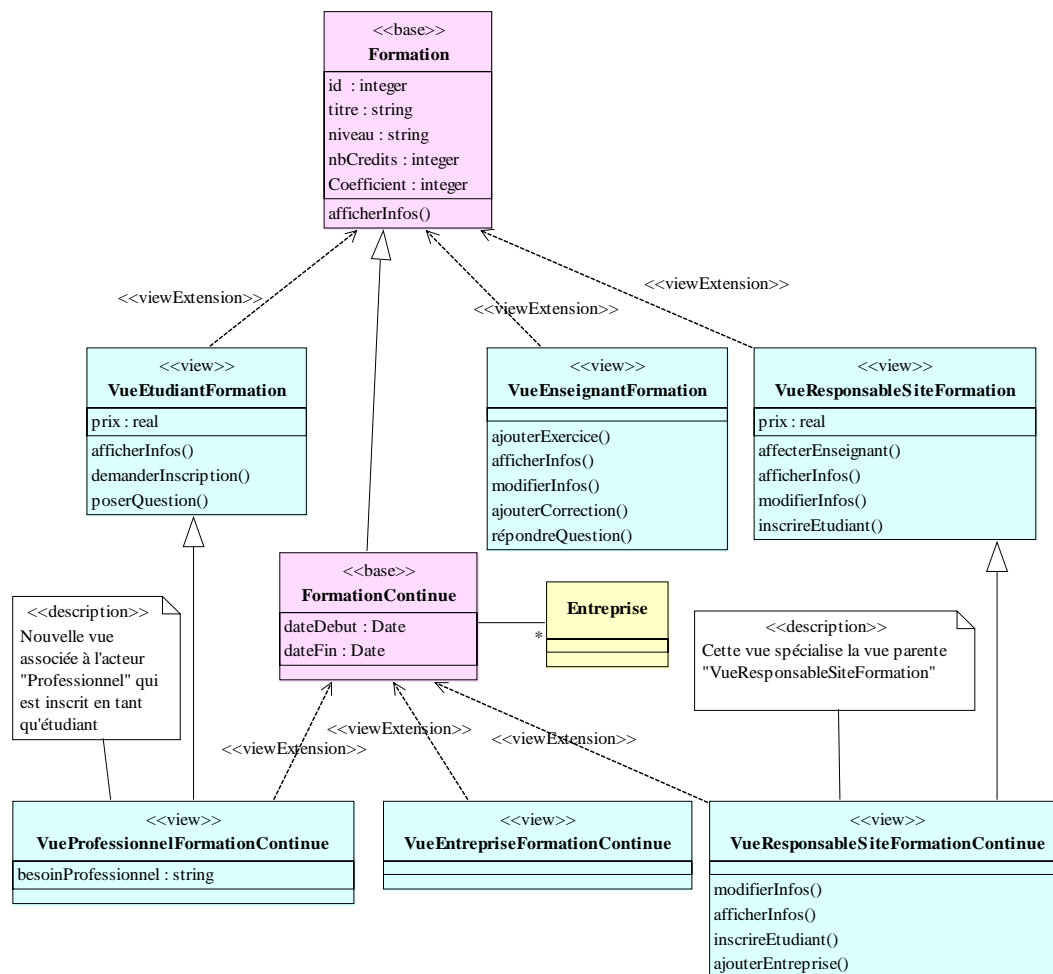 <<base>>
Formation
id : integer
titre : string
niveau : string
nbCredits : integer
Coefficient : integer
afficherInfos()
<<viewExtension>>
<<viewExtension>>
<<viewExtension>>
<<view>>
VueEtudiantFormation
prix : real
afficherInfos()
demanderInscription()
poserQuestion()
<<view>>
VueEnseignantFormation
ajouterExercice()
afficherInfos()
modifierInfos()
ajouterCorrection()
répondreQuestion()
<<view>>
VueResponsableSiteFormation
prix : real
affecterEnseignant()
afficherInfos()
modifierInfos()
inscrireEtudiant()
<<description>>
Nouvelle vue
associée à l'acteur
"Professionnel" qui
est inscrit en tant
qu'étudiant
<<base>>
FormationContinue
dateDebut : Date
dateFin : Date
*
Entreprise
<<description>>
Cette vue spécialise la vue parente
"VueResponsableSiteFormation"
<<viewExtension>>
<<viewExtension>>
<<viewExtension>>
<<view>>
VueProfessionnelFormationContinue
besoinProfessionnel : string
<<view>>
VueEntrepriseFormationContinue
<<view>>
VueResponsableSiteFormationContinue
modifierInfos()
afficherInfos()
inscrireEtudiant()
ajouterEntreprise()